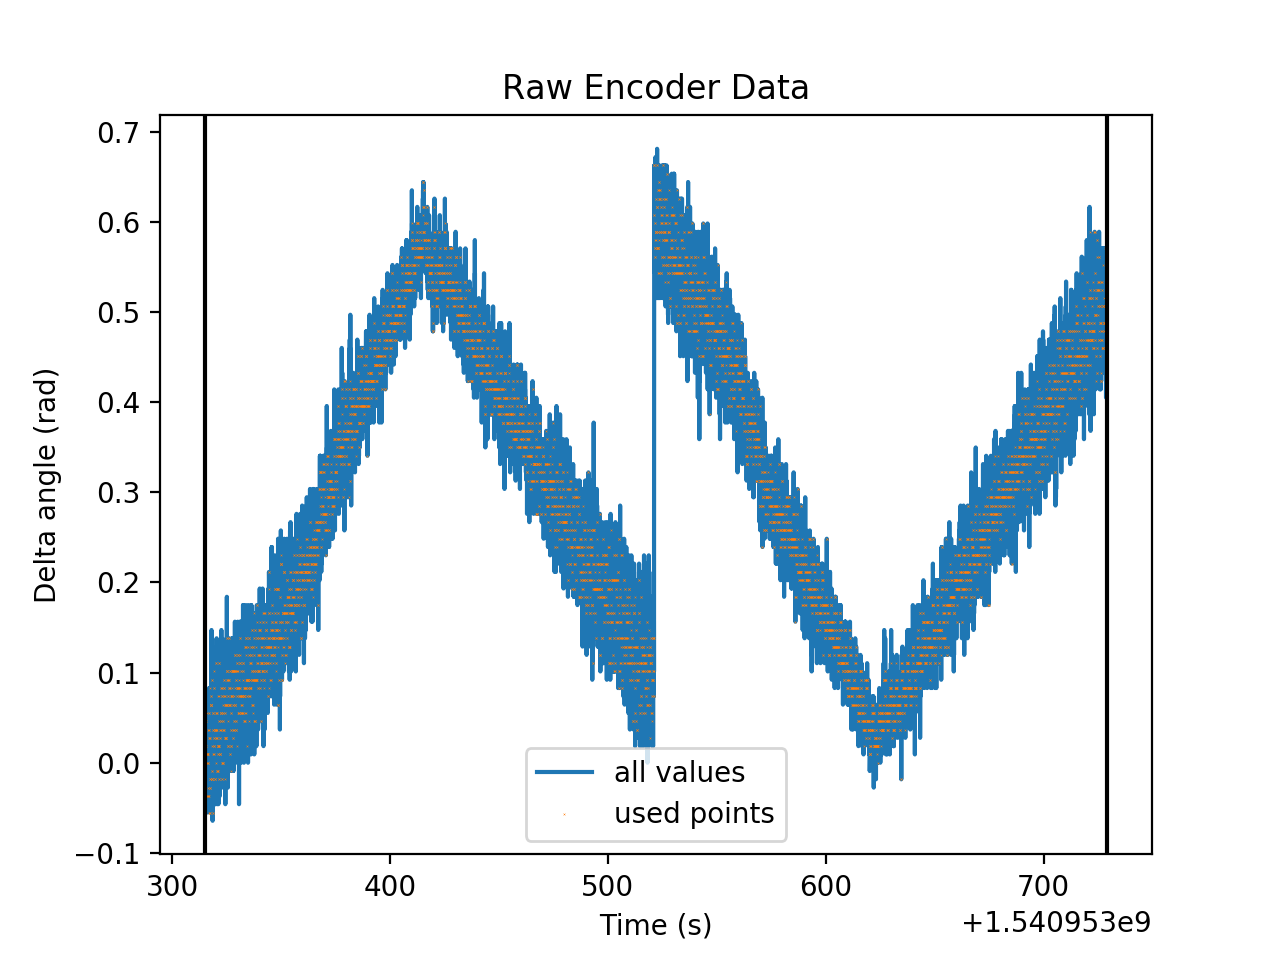 Raw Encoder Data
0.7
0.6
0.5
0.4
0.3
0.2
0.1
0.0
−0.1
Delta angle (rad)
all values
used points
300 400 500 600 700
Time (s)
+1.540953e9